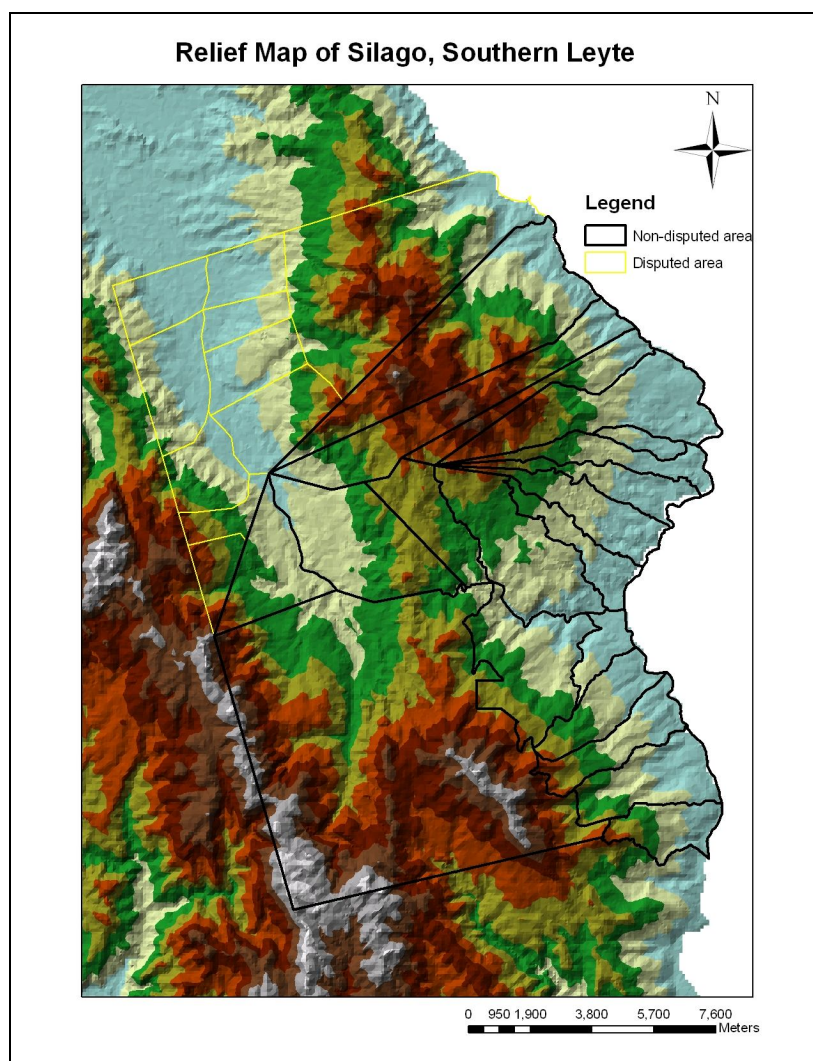 Relief Map of Silago, Southern Leyte
N
Legend
Non-disputed area
Disputed area
0 950 1,900 3,800 5,700 7,600
Meters